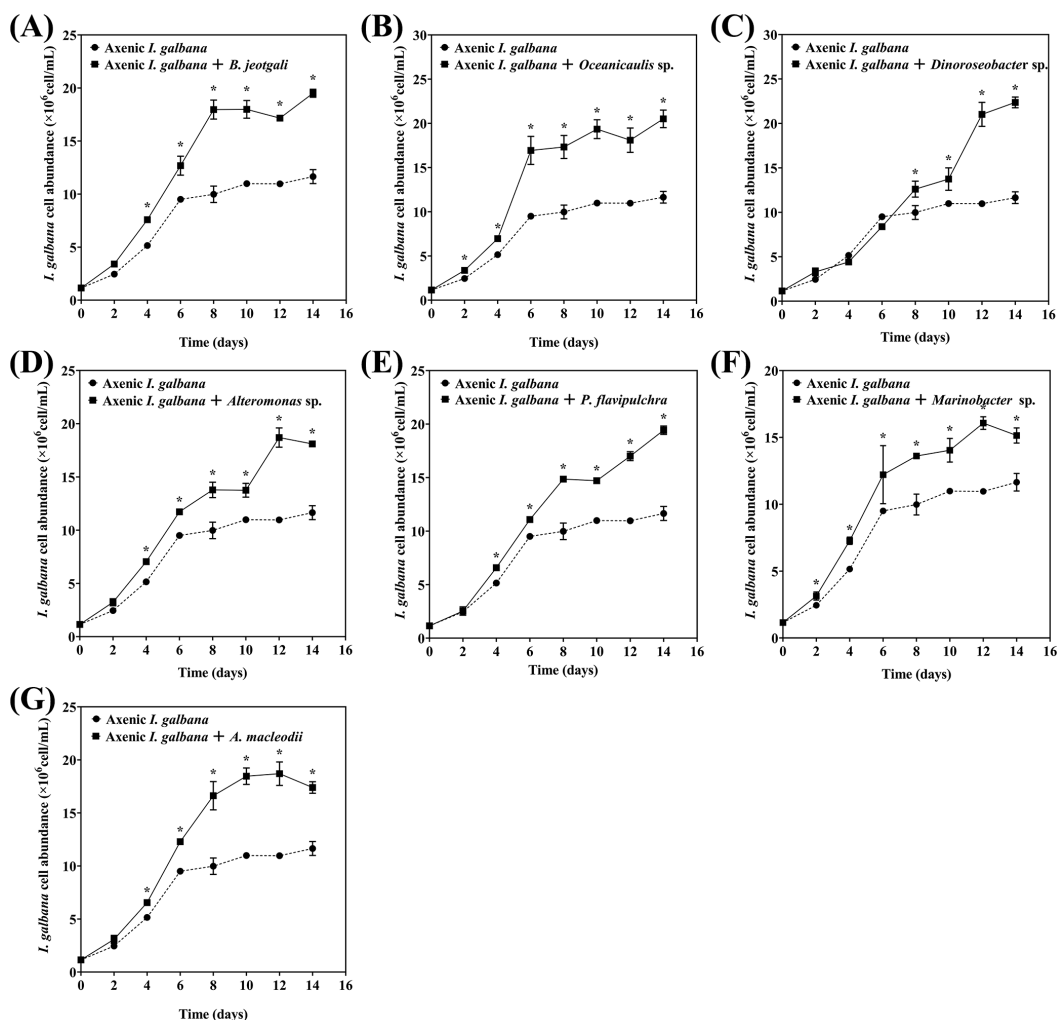 (A)
Axenic I. galbana
Axenic I. galbana + B. jeotgali
I. galbana cell abundance (×10⁶cell/mL)
25
20
15
10
5
0
* * * * * *
0 2 4 6 8 10 12 14 16
Time (days)
(B)
Axenic I. galbana
Axenic I. galbana + Oceanicaulis sp.
I. galbana cell abundance (×10⁶cell/mL)
30
25
20
15
10
5
0
* * * * * * *
0 2 4 6 8 10 12 14 16
Time (days)
(C)
Axenic I. galbana
Axenic I. galbana + Dinoroseobacter sp.
I. galbana cell abundance (×10⁶cell/mL)
30
25
20
15
10
5
0
* * * *
0 2 4 6 8 10 12 14 16
Time (days)
(D)
Axenic I. galbana
Axenic I. galbana + Alteromonas sp.
I. galbana cell abundance (×10⁶cell/mL)
25
20
15
10
5
0
* * * * * *
0 2 4 6 8 10 12 14 16
Time (days)
(E)
Axenic I. galbana
Axenic I. galbana + P. flavipulchra
I. galbana cell abundance (×10⁶cell/mL)
25
20
15
10
5
0
* * * * * *
0 2 4 6 8 10 12 14 16
Time (days)
(F)
Axenic I. galbana
Axenic I. galbana + Marinobacter sp.
I. galbana cell abundance (×10⁶cell/mL)
20
15
10
5
0
* * * * * * *
0 2 4 6 8 10 12 14 16
Time (days)
(G)
Axenic I. galbana
Axenic I. galbana + A. macleodii
I. galbana cell abundance (×10⁶cell/mL)
25
20
15
10
5
0
* * * * * *
0 2 4 6 8 10 12 14 16
Time (days)